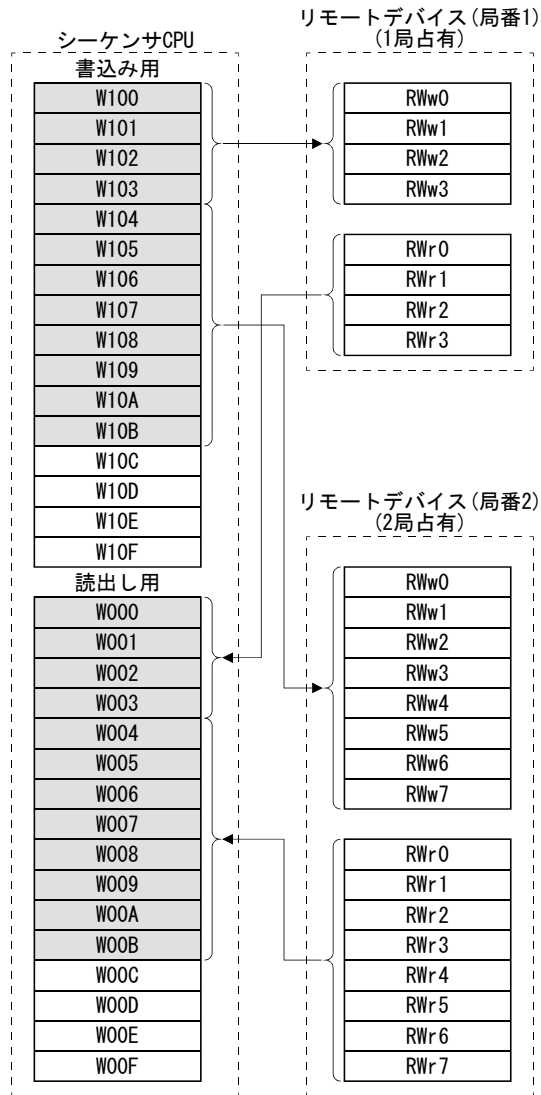 シーケンサCPU
書込み用
W100
W101
W102
W103
W104
W105
W106
W107
W108
W109
W10A
W10B
W10C
W10D
W10E
W10F
読出し用
W000
W001
W002
W003
W004
W005
W006
W007
W008
W009
W00A
W00B
W00C
W00D
W00E
W00F
リモートデバイス(局番1)
(1局占有)
RWw0
RWw1
RWw2
RWw3
RWr0
RWr1
RWr2
RWr3
リモートデバイス(局番2)
(2局占有)
RWw0
RWw1
RWw2
RWw3
RWw4
RWw5
RWw6
RWw7
RWr0
RWr1
RWr2
RWr3
RWr4
RWr5
RWr6
RWr7